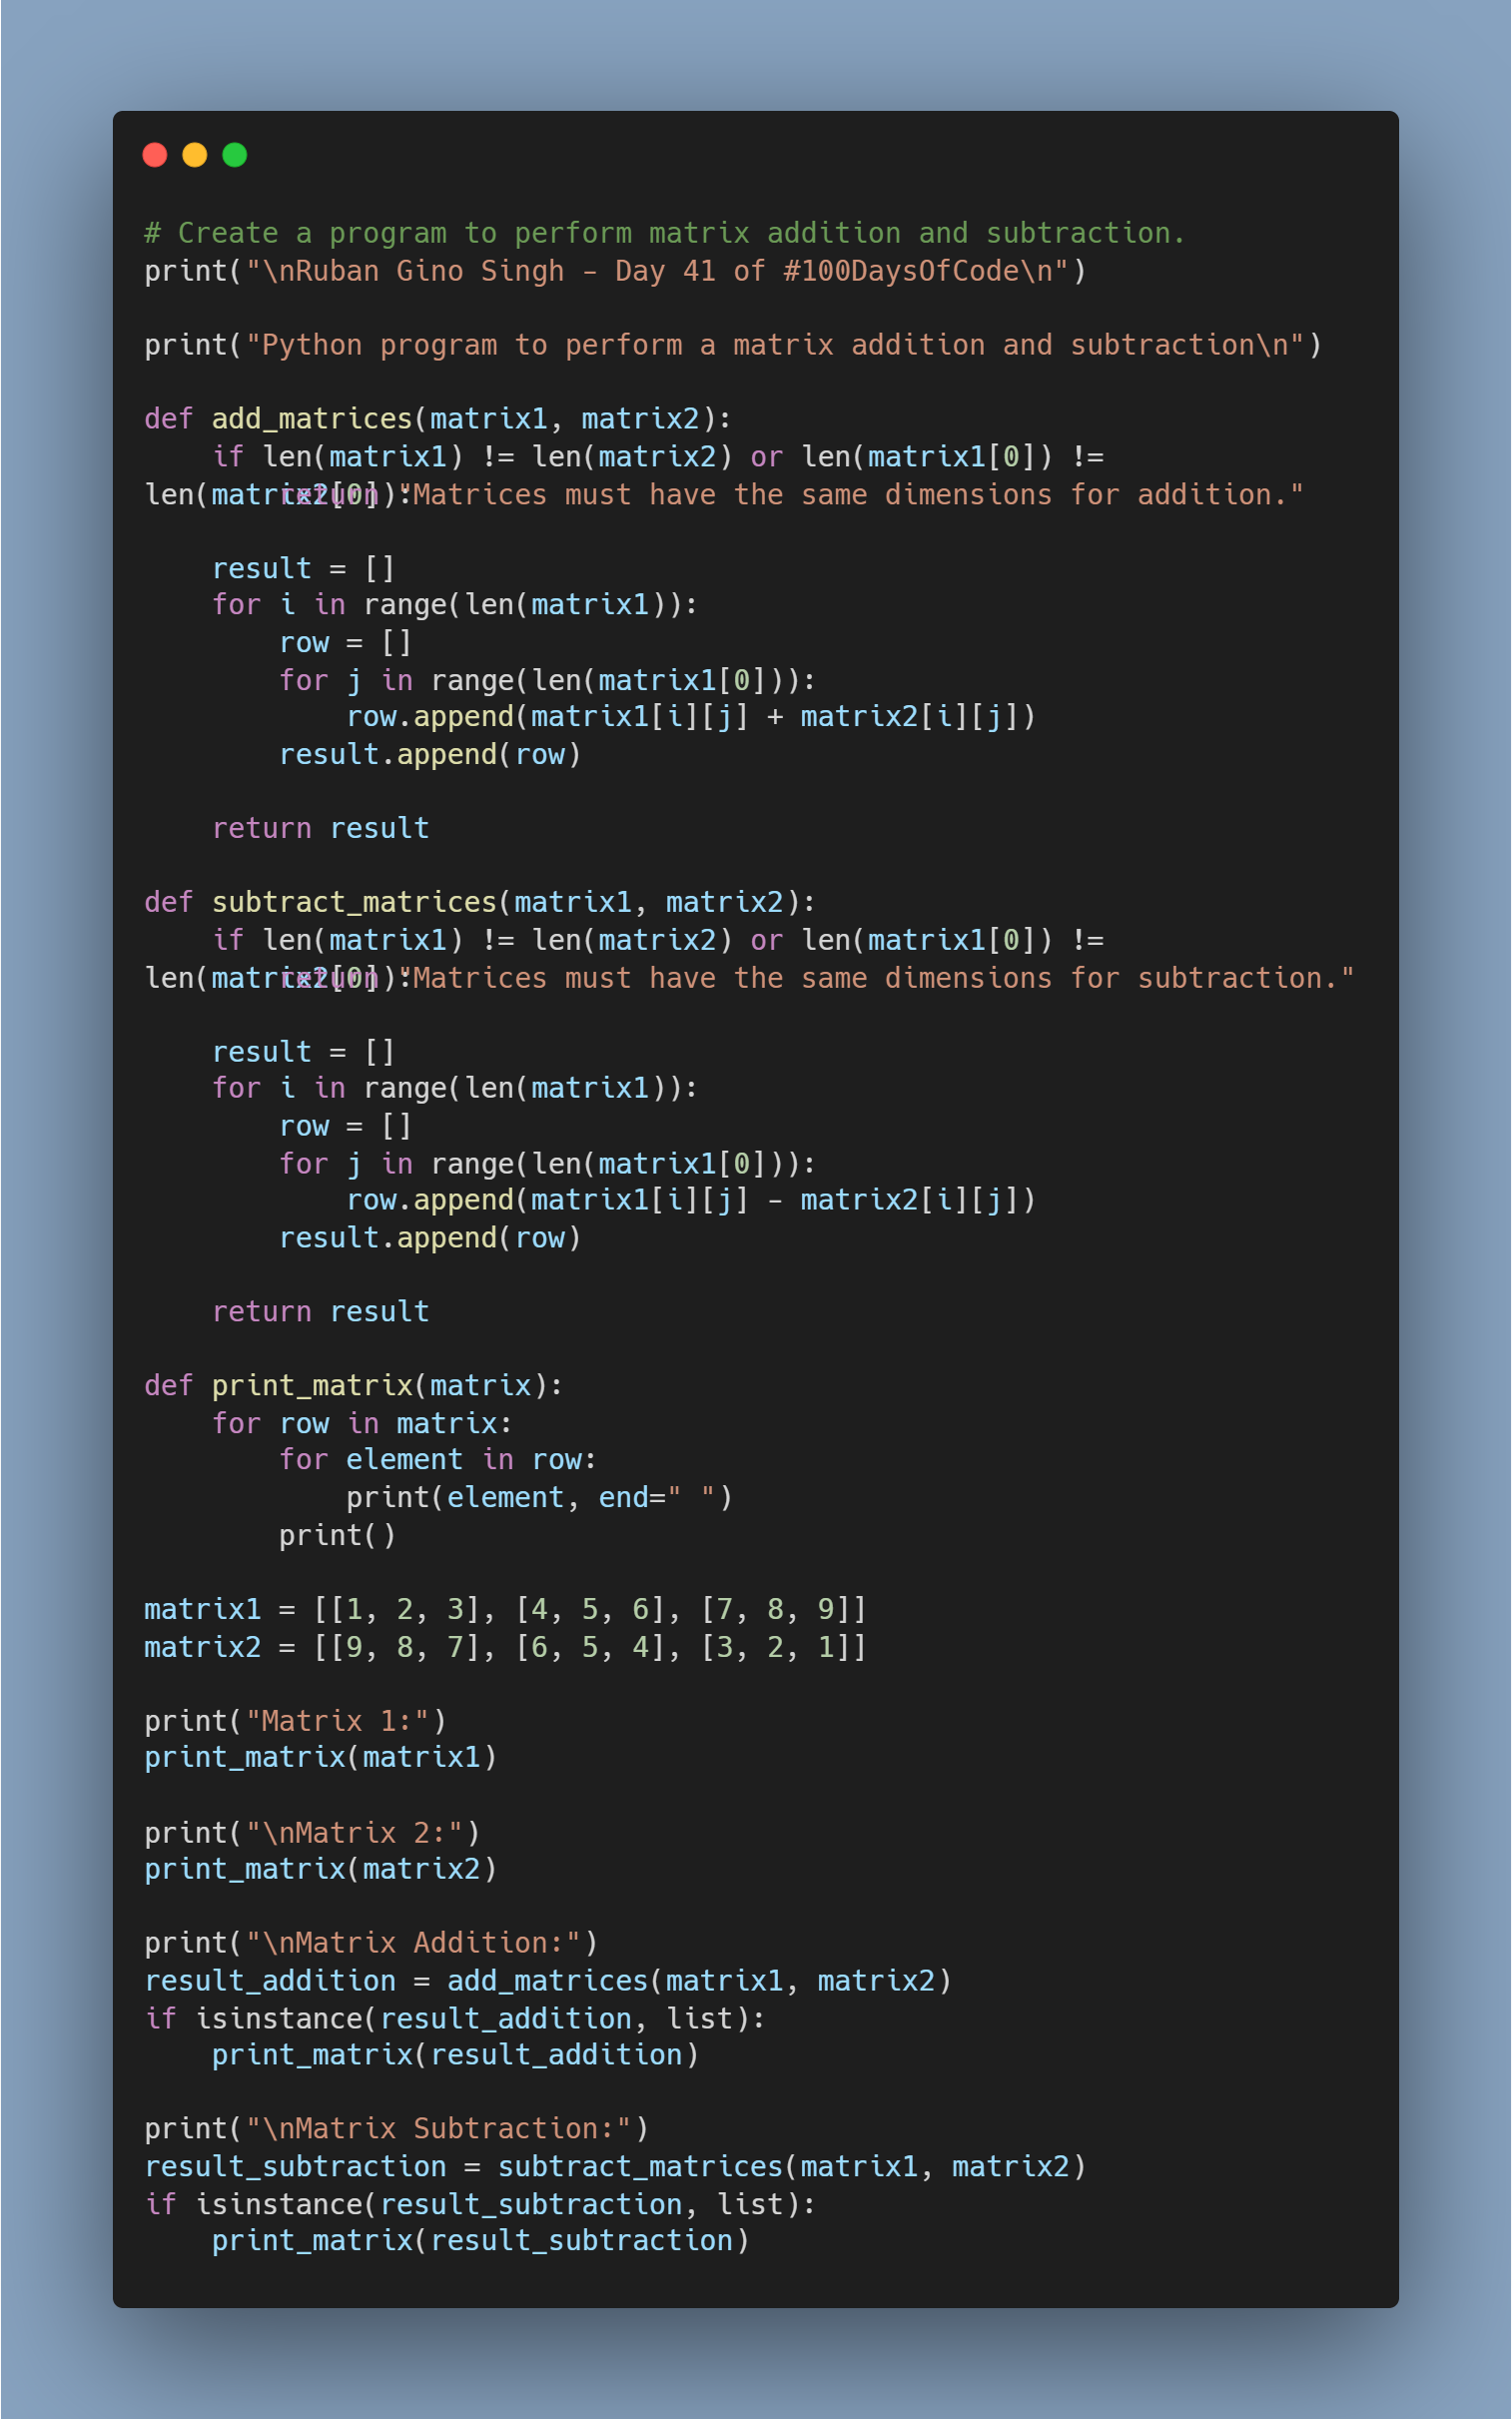 # Create a program to perform matrix addition and subtraction.
print("\nRuban Gino Singh - Day 41 of #100DaysOfCode\n")

print("Python program to perform a matrix addition and subtraction\n")

def add_matrices(matrix1, matrix2):
    if len(matrix1) != len(matrix2) or len(matrix1[0]) !=
len(matrix2[0]):
        return "Matrices must have the same dimensions for addition."

    result = []
    for i in range(len(matrix1)):
        row = []
        for j in range(len(matrix1[0])):
            row.append(matrix1[i][j] + matrix2[i][j])
        result.append(row)

    return result

def subtract_matrices(matrix1, matrix2):
    if len(matrix1) != len(matrix2) or len(matrix1[0]) !=
len(matrix2[0]):
        return "Matrices must have the same dimensions for subtraction."

    result = []
    for i in range(len(matrix1)):
        row = []
        for j in range(len(matrix1[0])):
            row.append(matrix1[i][j] - matrix2[i][j])
        result.append(row)

    return result

def print_matrix(matrix):
    for row in matrix:
        for element in row:
            print(element, end=" ")
        print()

matrix1 = [[1, 2, 3], [4, 5, 6], [7, 8, 9]]
matrix2 = [[9, 8, 7], [6, 5, 4], [3, 2, 1]]

print("Matrix 1:")
print_matrix(matrix1)

print("\nMatrix 2:")
print_matrix(matrix2)

print("\nMatrix Addition:")
result_addition = add_matrices(matrix1, matrix2)
if isinstance(result_addition, list):
    print_matrix(result_addition)

print("\nMatrix Subtraction:")
result_subtraction = subtract_matrices(matrix1, matrix2)
if isinstance(result_subtraction, list):
    print_matrix(result_subtraction)